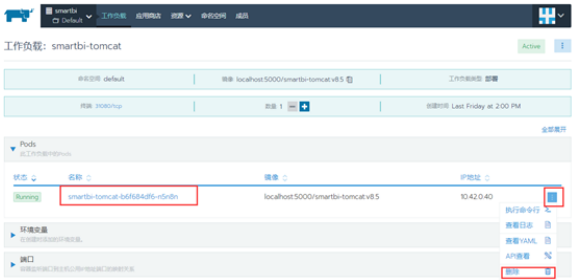 smartbi
Default
工作负载 应用商店 资源 命名空间 成员
工作负载: smartbi-tomcat
Active
命名空间: default
镜像: localhost:5000/smartbi-tomcat:v8.5
工作负载类型: 部署
终端: 31080/tcp
数量: 1
创建时间: Last Friday at 2:00 PM
全部展开
Pods
此工作负载中的Pods.
状态 名称 镜像 IP地址
Running smartbi-tomcat-b6f684df6-n5n8n localhost:5000/smartbi-tomcat:v8.5 10.42.0.40
执行命令行
查看日志
查看YAML
API查看
删除
环境变量
端口